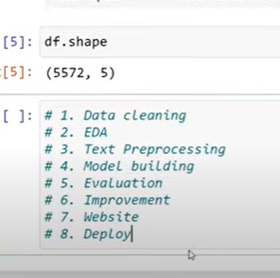 [5]: df.shape
[5]: (5572, 5)
[ ]: # 1. Data cleaning
# 2. EDA
# 3. Text Preprocessing
# 4. Model building
# 5. Evaluation
# 6. Improvement
# 7. Website
# 8. Deploy